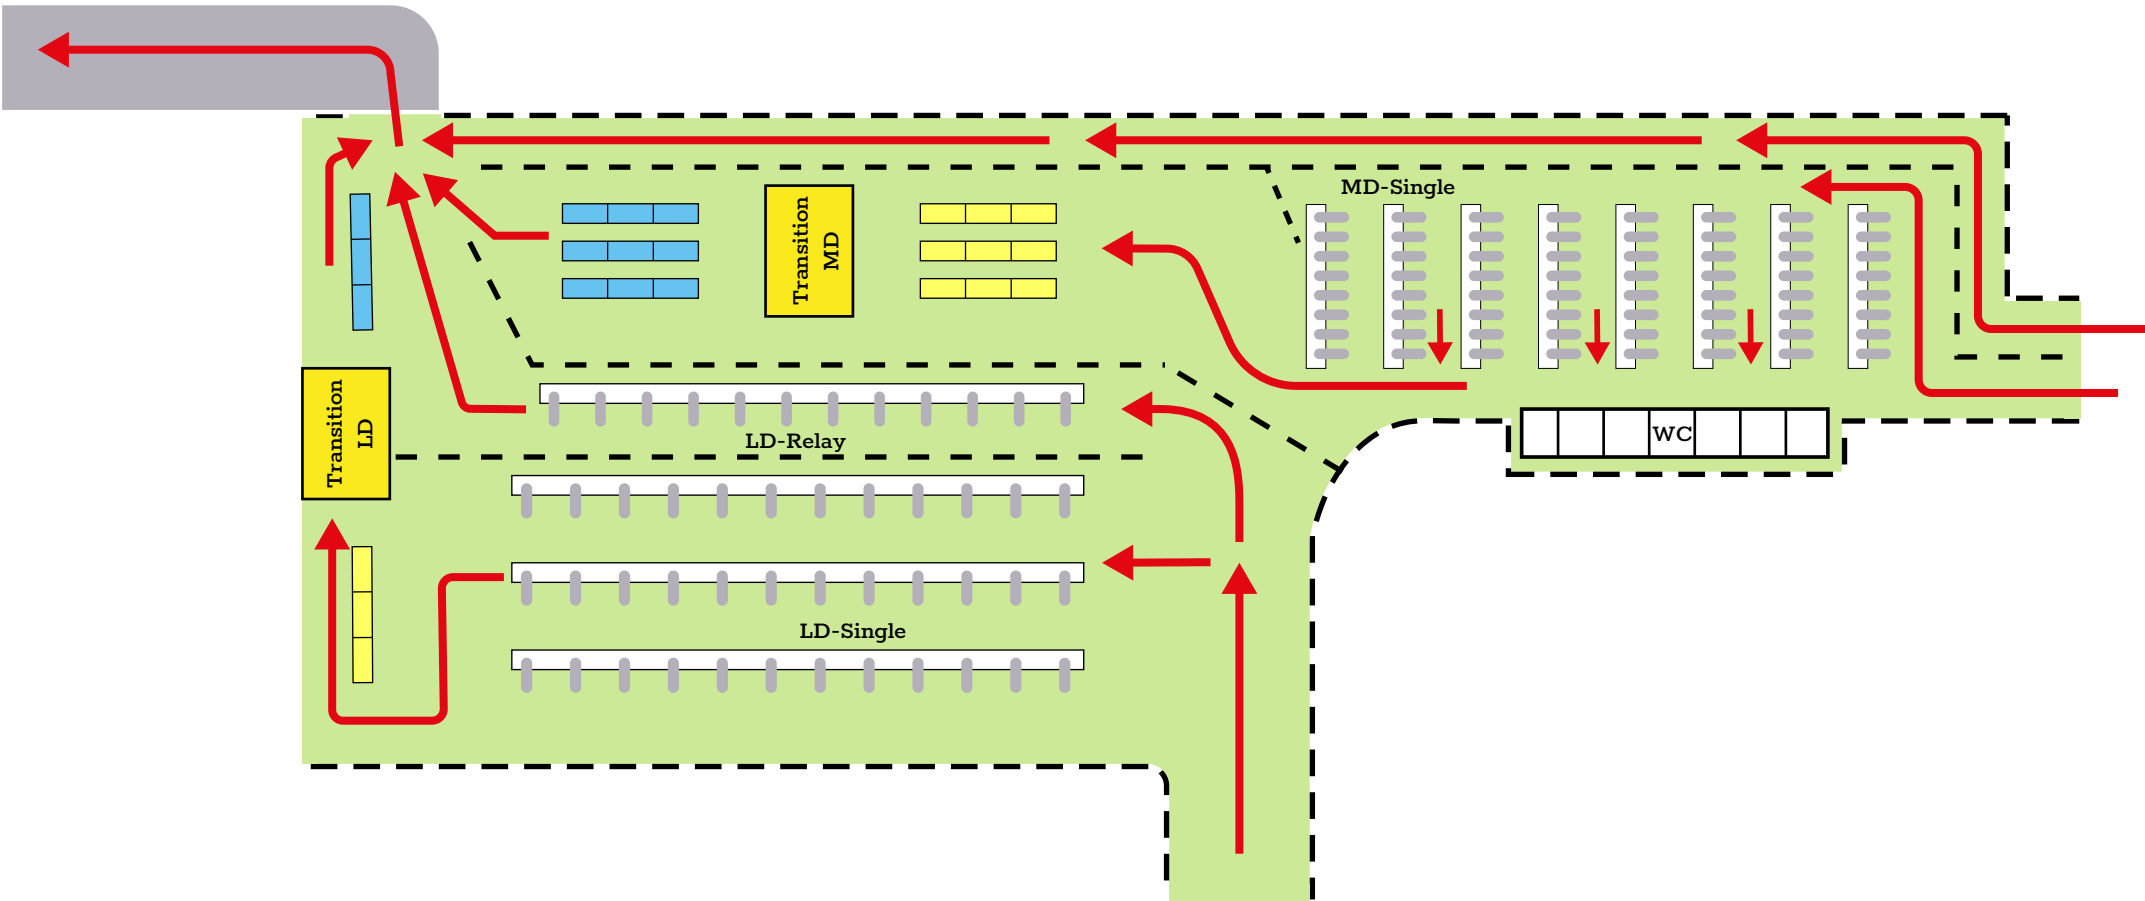 MD-Single
Transition
MD
Transition
LD
WC
LD-Relay
LD-Single